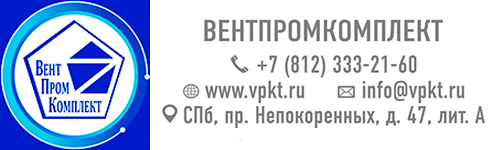 Вент
Пром
Комплект
ВЕНТПРОМКОМПЛЕКТ
+7 (812) 333-21-60
www.vpkt.ru info@vpkt.ru
СПб, пр. Непокоренных, д. 47, лит. А